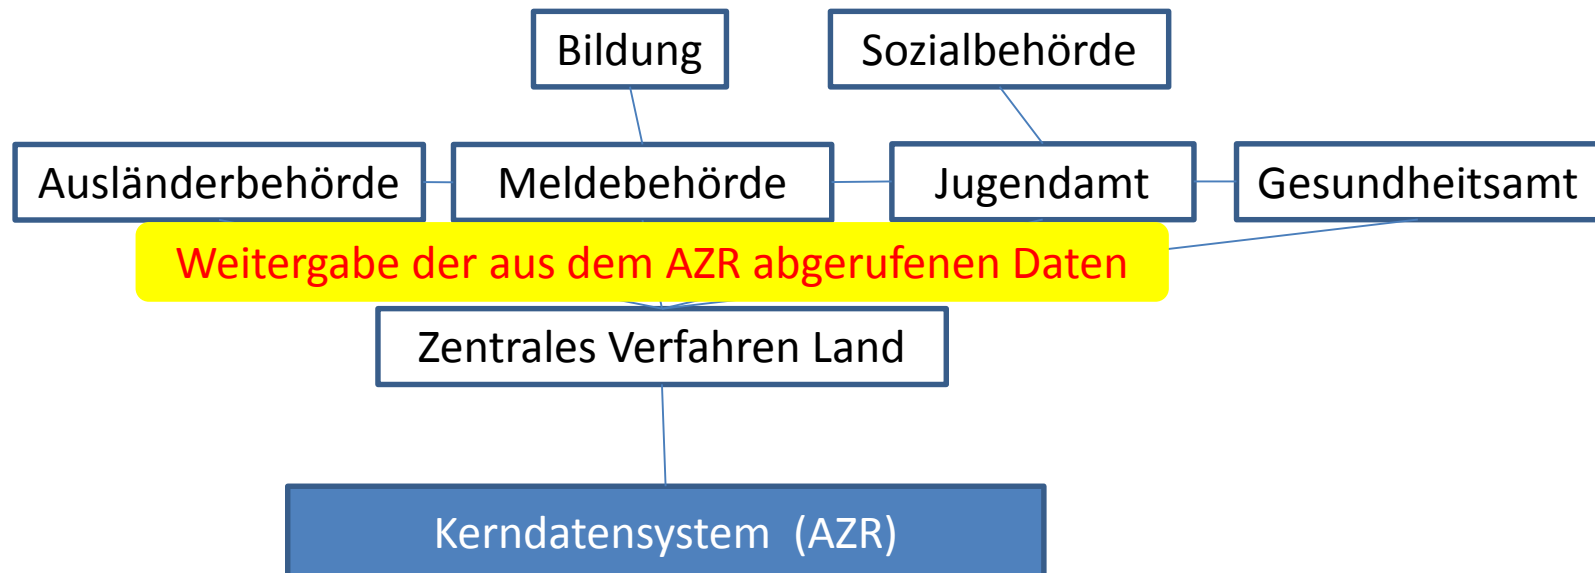 Bildung
Sozialbehörde
Ausländerbehörde
Meldebehörde
Jugendamt
Gesundheitsamt
Weitergabe der aus dem AZR abgerufenen Daten
Zentrales Verfahren Land
Kerndatensystem (AZR)